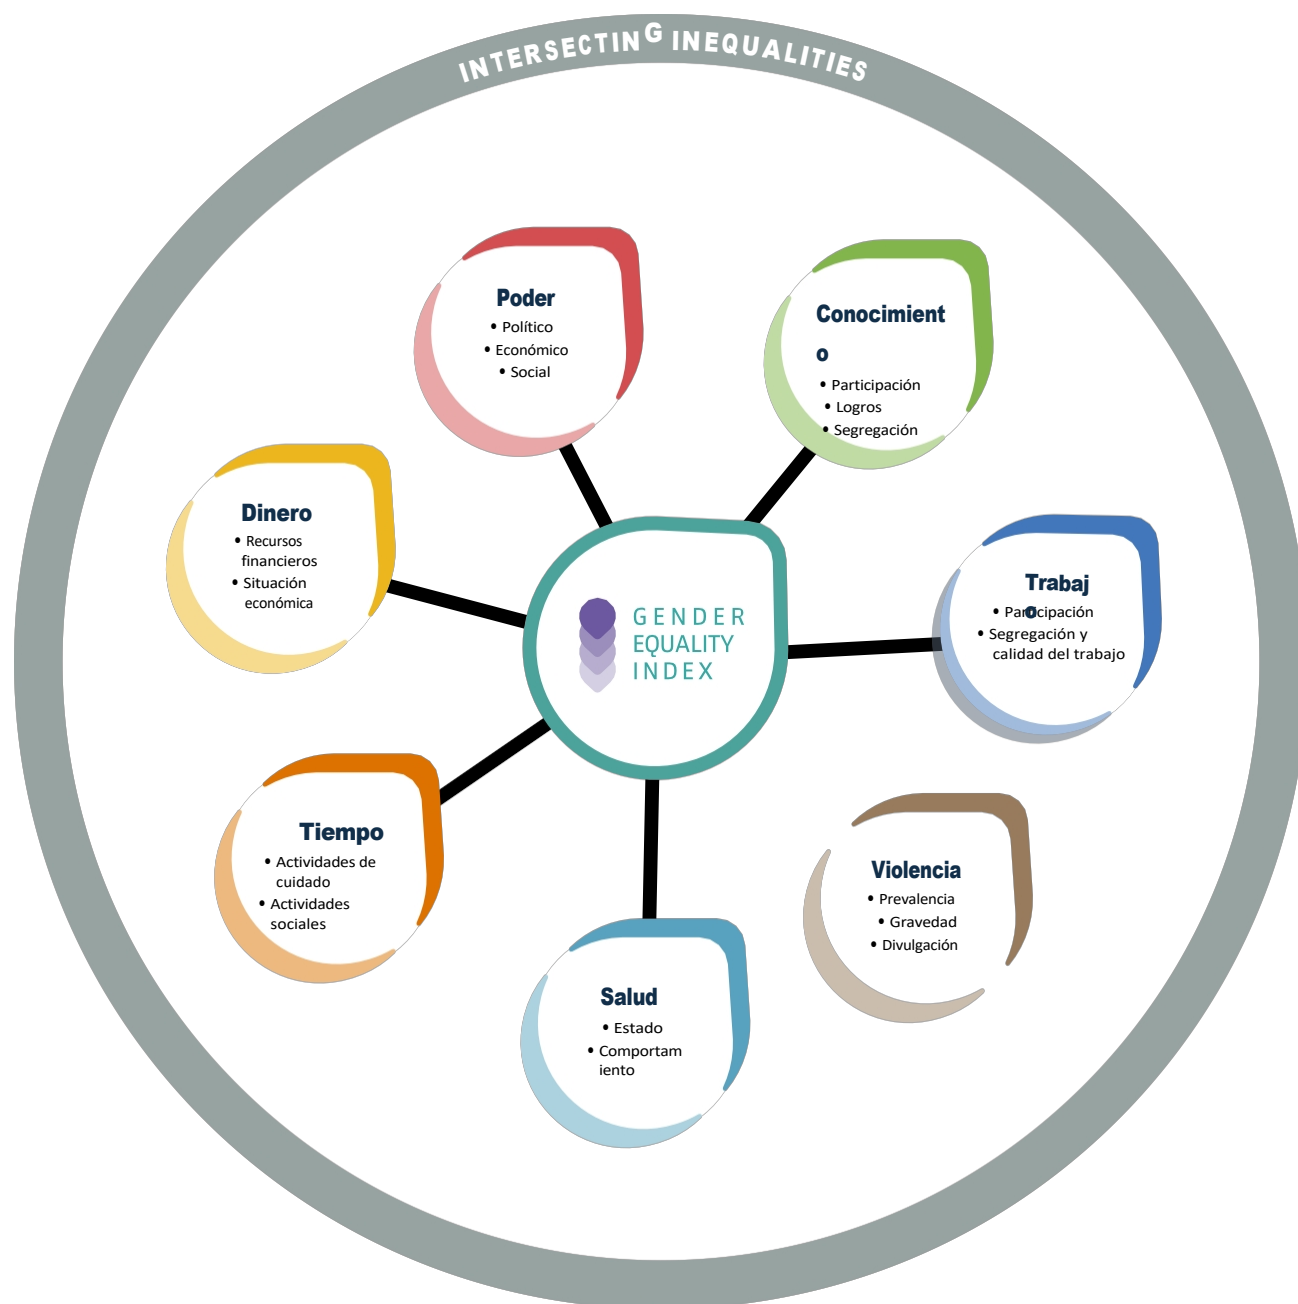 INTERSECTING INEQUALITIES
Poder
• Político
• Económico
• Social
Conocimient
o
• Participación
• Logros
• Segregación
Dinero
• Recursos
financieros
• Situación
económica
GENDER
EQUALITY
INDEX
Trabaj
o
• Participación
• Segregación y
calidad del trabajo
Tiempo
• Actividades de
cuidado
• Actividades
sociales
Violencia
• Prevalencia
• Gravedad
• Divulgación
Salud
• Estado
• Comportam
iento